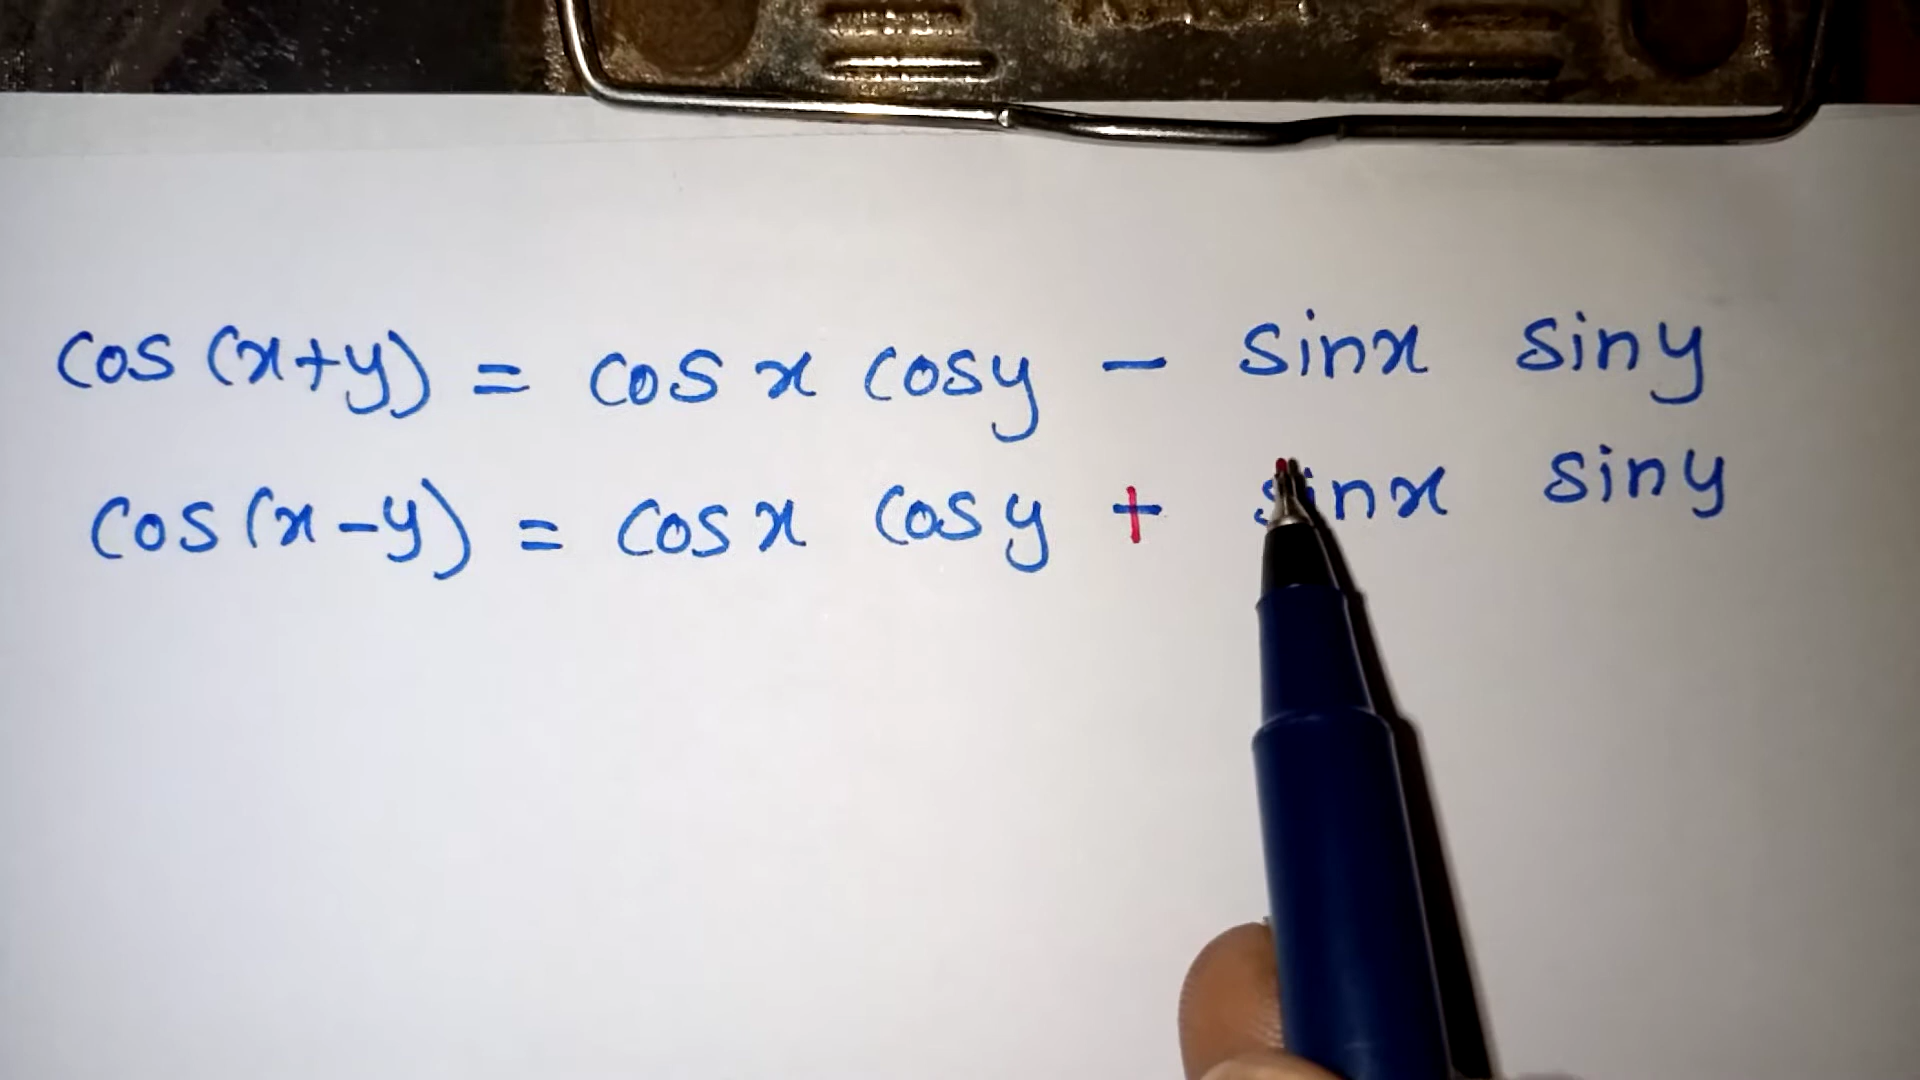 cos (x+y) = cos x cosy - sinx siny
cos (x-y) = cos x cos y + sinx siny